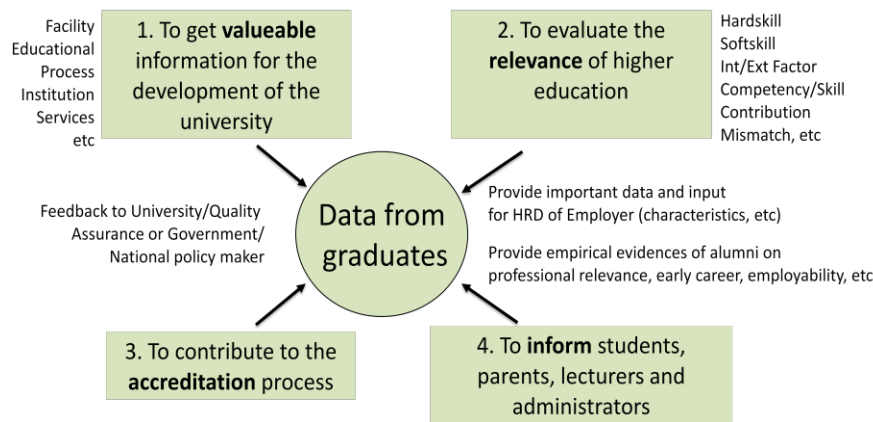 Facility
Educational
Process
Institution
Services
etc
1. To get valueable
information for the
development of the
university
2. To evaluate the
relevance of higher
education
Hardskill
Softskill
Int/Ext Factor
Competency/Skill
Contribution
Mismatch, etc
Feedback to University/Quality
Assurance or Government/
National policy maker
Data from
graduates
Provide important data and input
for HRD of Employer (characteristics, etc)
Provide empirical evidences of alumni on
professional relevance, early career, employability, etc
3. To contribute to the
accreditation process
4. To inform students,
parents, lecturers and
administrators